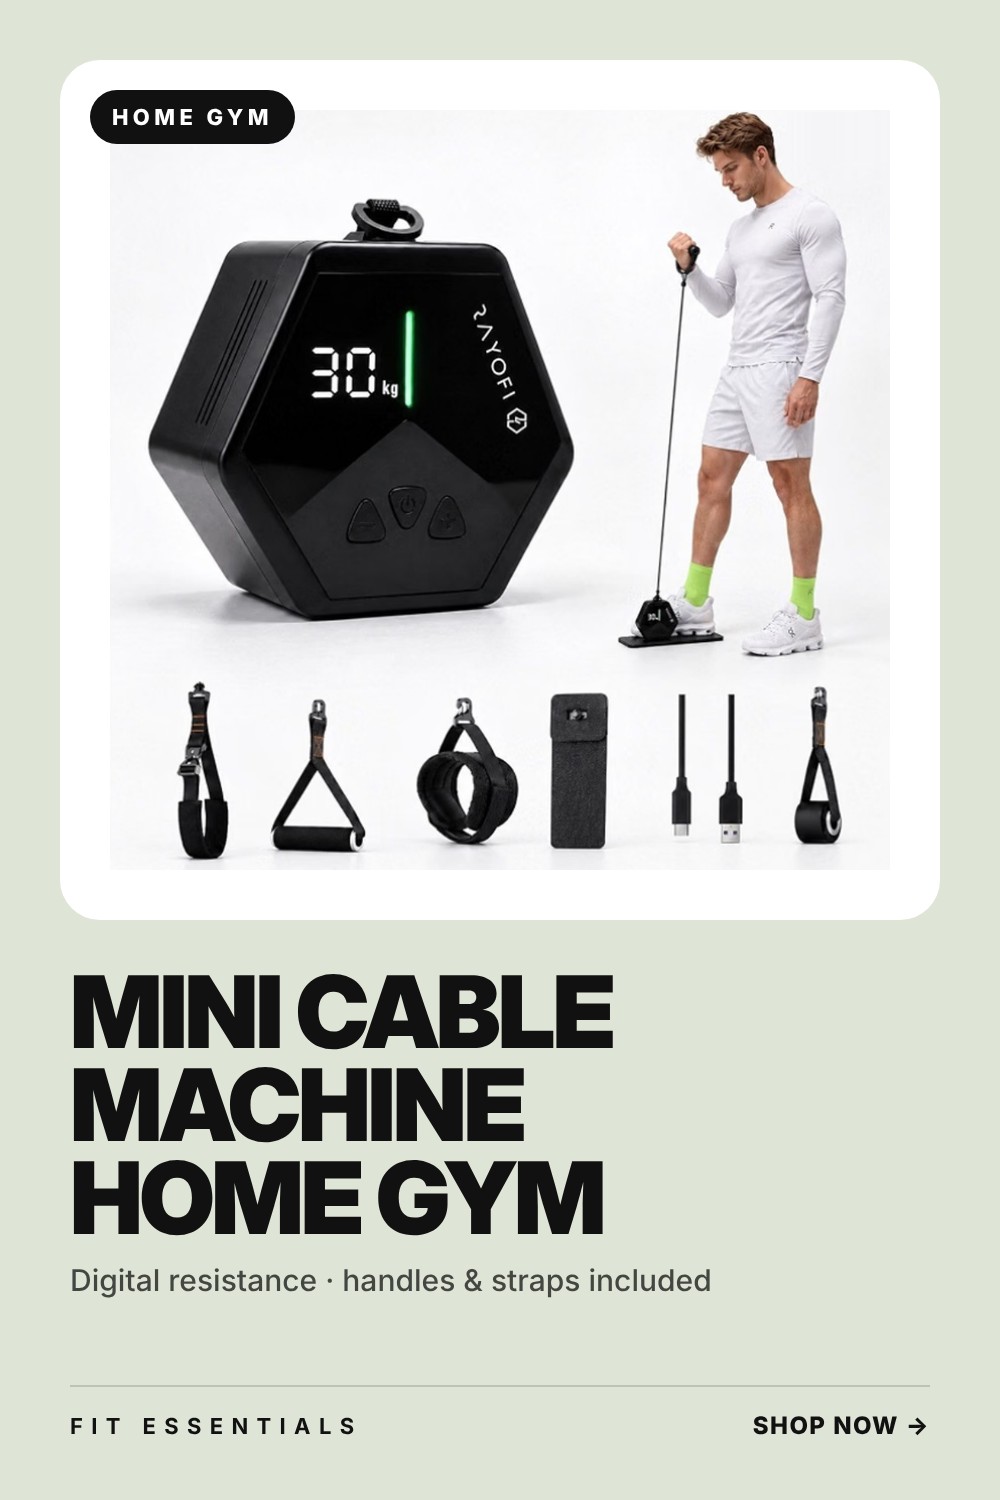 HOME GYM
30 kg
RAYOFI
MINI CABLE
MACHINE
HOME GYM
Digital resistance · handles & straps included
FIT ESSENTIALS
SHOP NOW →